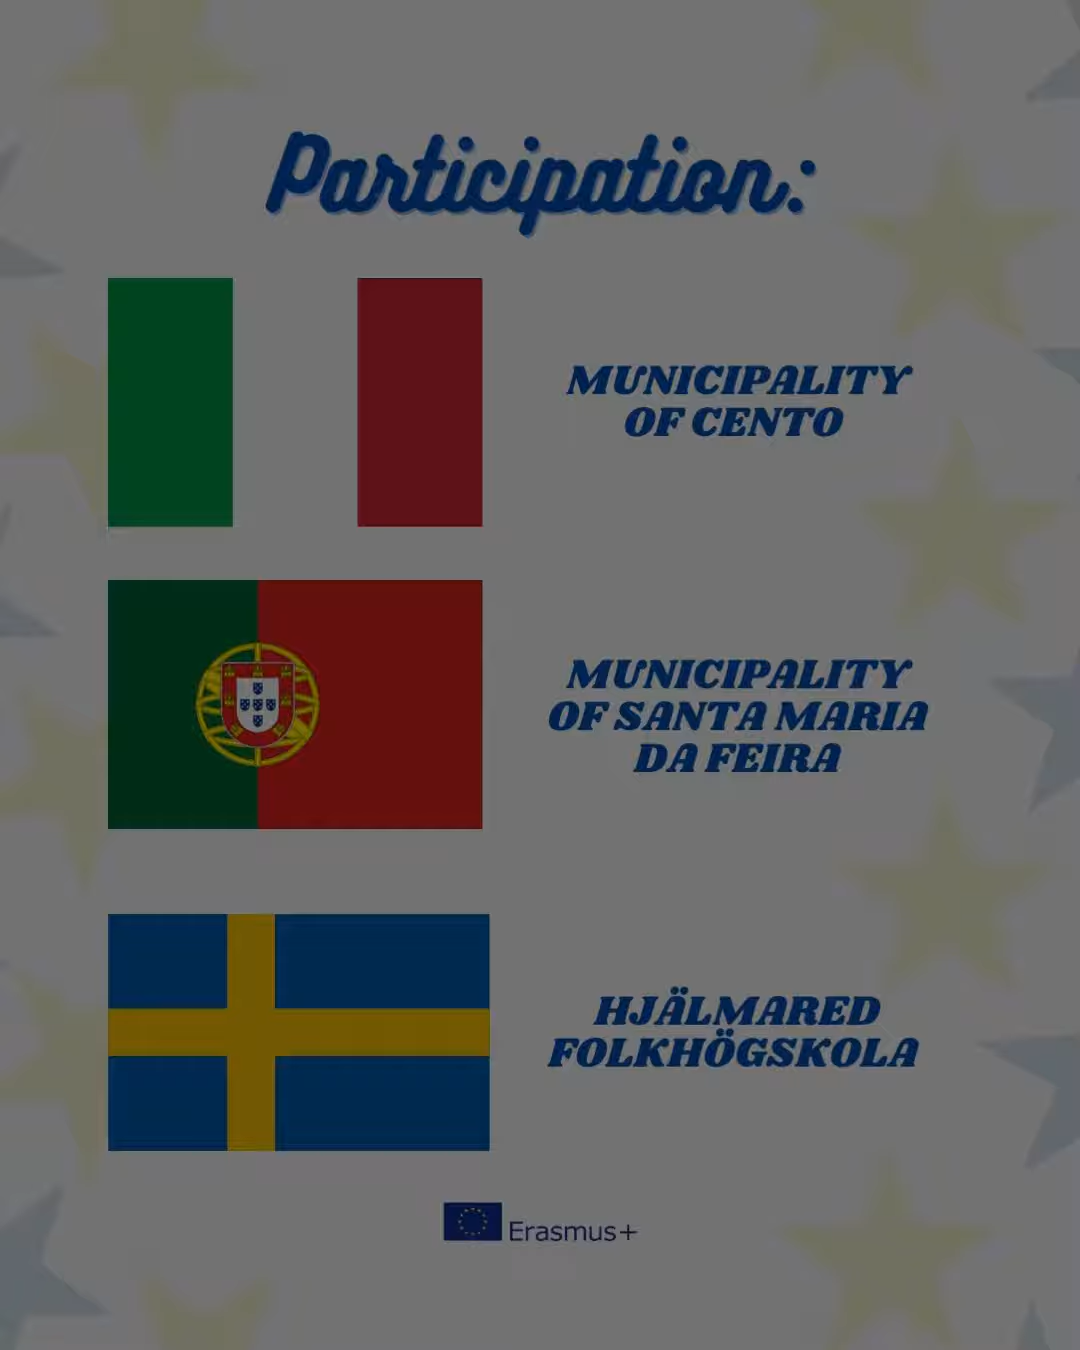 Participation:
MUNICIPALITY
OF CENTO
MUNICIPALITY
OF SANTA MARIA
DA FEIRA
HJÄLMARED
FOLKHÖGSKOLA
Erasmus+